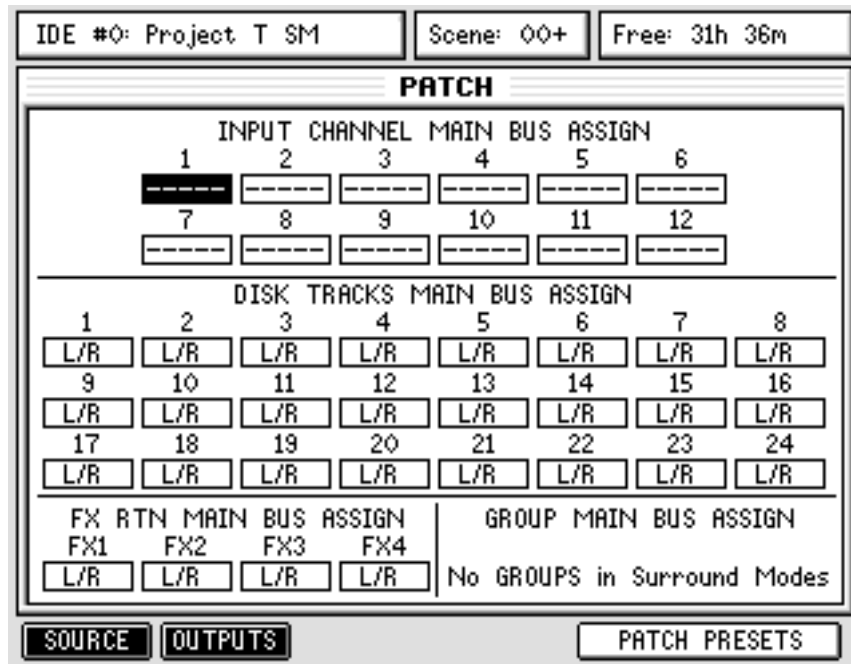 IDE #0: Project T SM Scene: 00+ Free: 31h 36m
PATCH
INPUT CHANNEL MAIN BUS ASSIGN
1 2 3 4 5 6
----- ----- ----- ----- ----- -----
7 8 9 10 11 12
----- ----- ----- ----- ----- -----
DISK TRACKS MAIN BUS ASSIGN
1 2 3 4 5 6 7 8
L/R L/R L/R L/R L/R L/R L/R L/R
9 10 11 12 13 14 15 16
L/R L/R L/R L/R L/R L/R L/R L/R
17 18 19 20 21 22 23 24
L/R L/R L/R L/R L/R L/R L/R L/R
FX RTN MAIN BUS ASSIGN
FX1 FX2 FX3 FX4
L/R L/R L/R L/R
GROUP MAIN BUS ASSIGN
No GROUPS in Surround Modes
SOURCE OUTPUTS PATCH PRESETS